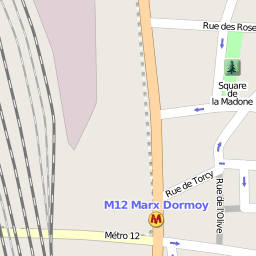 Rue des Rose
Square
de
la Madone
Rue de Torcy
Rue de l'Olive
M12 Marx Dormoy
M
Métro 12